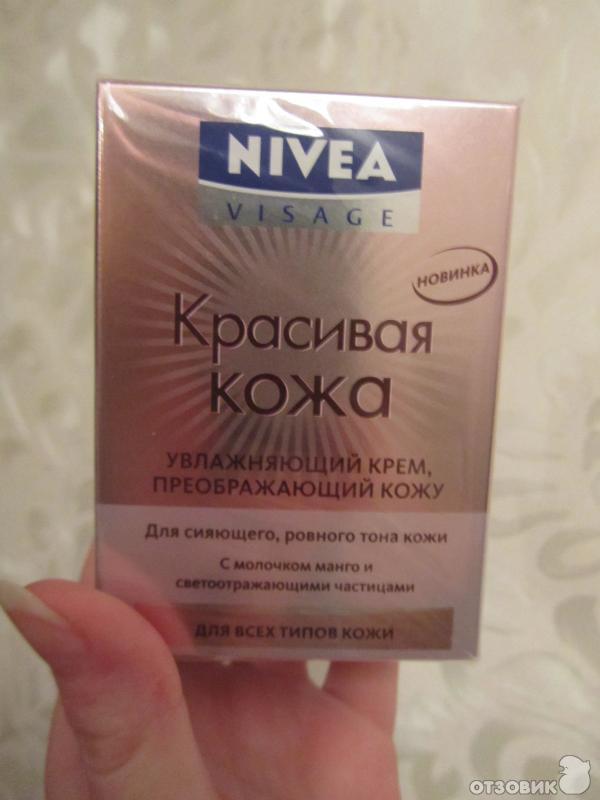 NIVEA
VISAGE
НОВИНКА
Красивая
кожа
УВЛАЖНЯЮЩИЙ КРЕМ,
ПРЕОБРАЖАЮЩИЙ КОЖУ
Для сияющего, ровного тона кожи
С молочком манго и
светоотражающими частицами
ДЛЯ ВСЕХ ТИПОВ КОЖИ
ОТЗОВИК